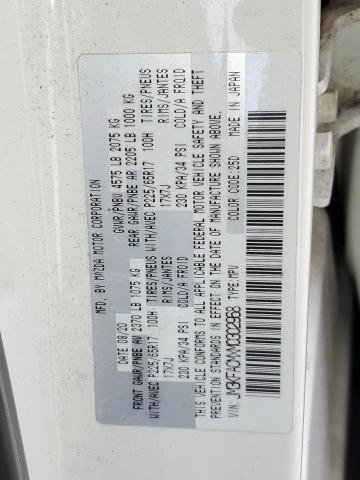 MFD. BY MAZDA MOTOR CORPORATION
DATE 08/20 GVWR/PNBV 4575 LB 2075 KG
FRONT GAWR/PNBE AV 2370 LB 1075 KG REAR GAWR/PNBE AR 2205 LB 1000 KG
TIRES/PNEUS TIRES/PNEUS
WITH/AVEC P225/65R17 100H WITH/AVEC P225/65R17 100H
RIMS/JANTES RIMS/JANTES
17X7J 17X7J
COLD/A FROID COLD/A FROID
230 KPA/34 PSI 230 KPA/34 PSI
THIS VEHICLE CONFORMS TO ALL APPLICABLE FEDERAL MOTOR VEHICLE SAFETY AND THEFT
PREVENTION STANDARDS IN EFFECT ON THE DATE OF MANUFACTURE SHOWN ABOVE.
VIN: TYPE:MPV COLOR CODE:25D MADE IN JAPAN